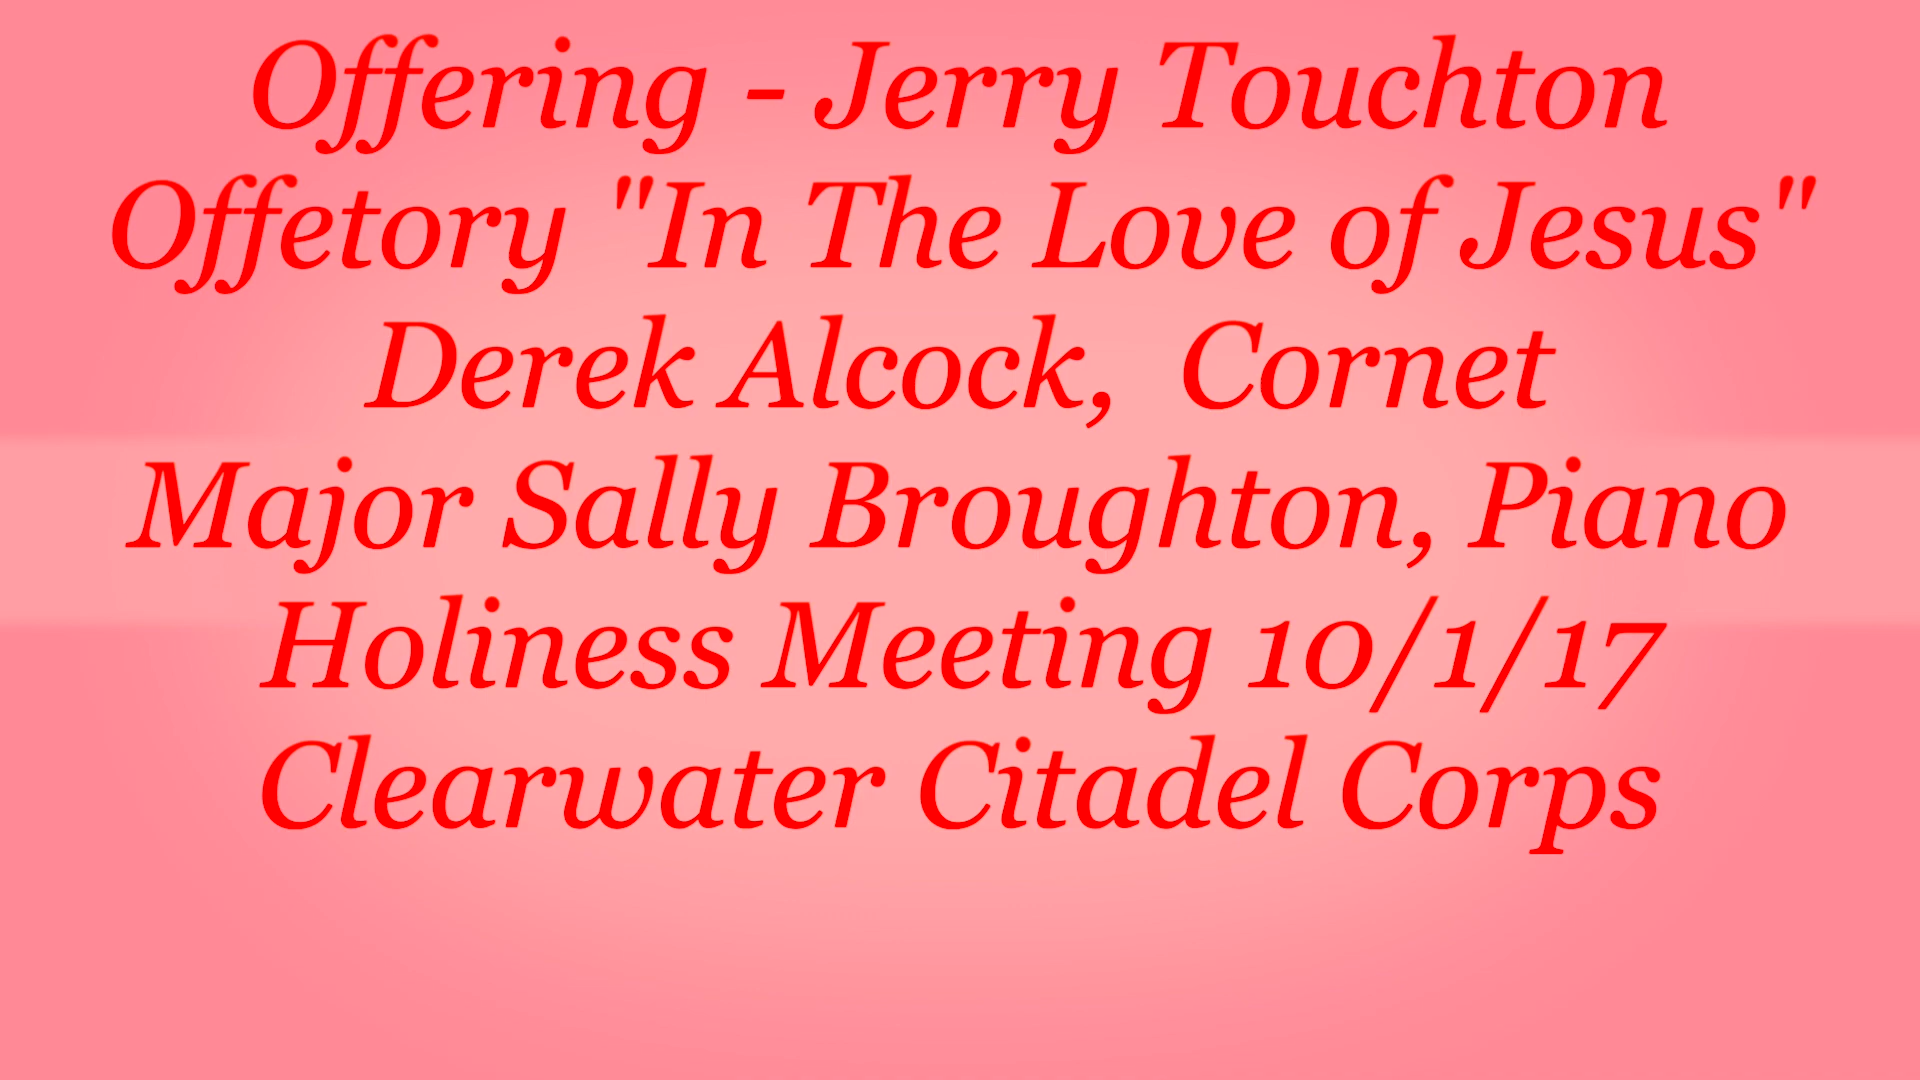 Offering - Jerry Touchton
Offetory "In The Love of Jesus"
Derek Alcock,  Cornet
Major Sally Broughton, Piano
Holiness Meeting 10/1/17
Clearwater Citadel Corps